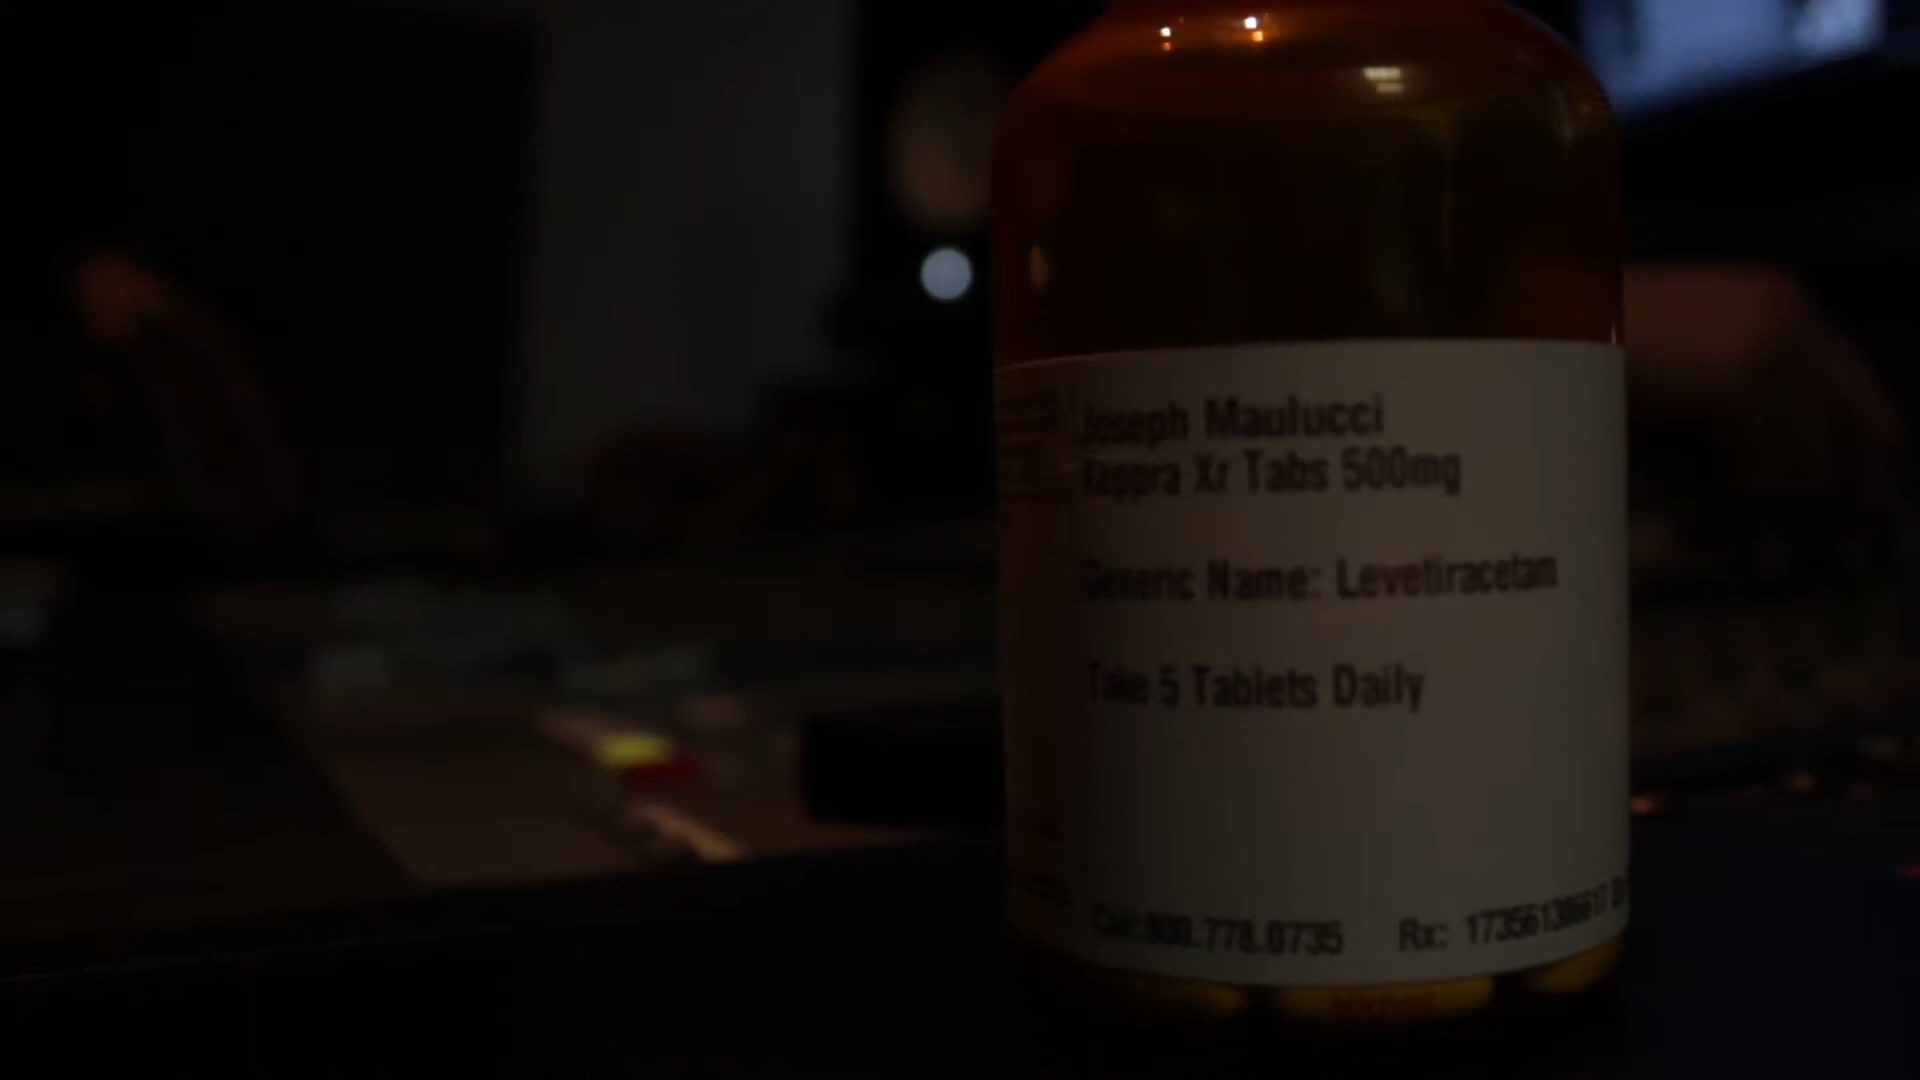 Joseph Maulucci
Keppra Xr Tabs 500mg
Generic Name: Levetiracetam
Take 5 Tablets Daily
Call:800.778.0735 Rx: